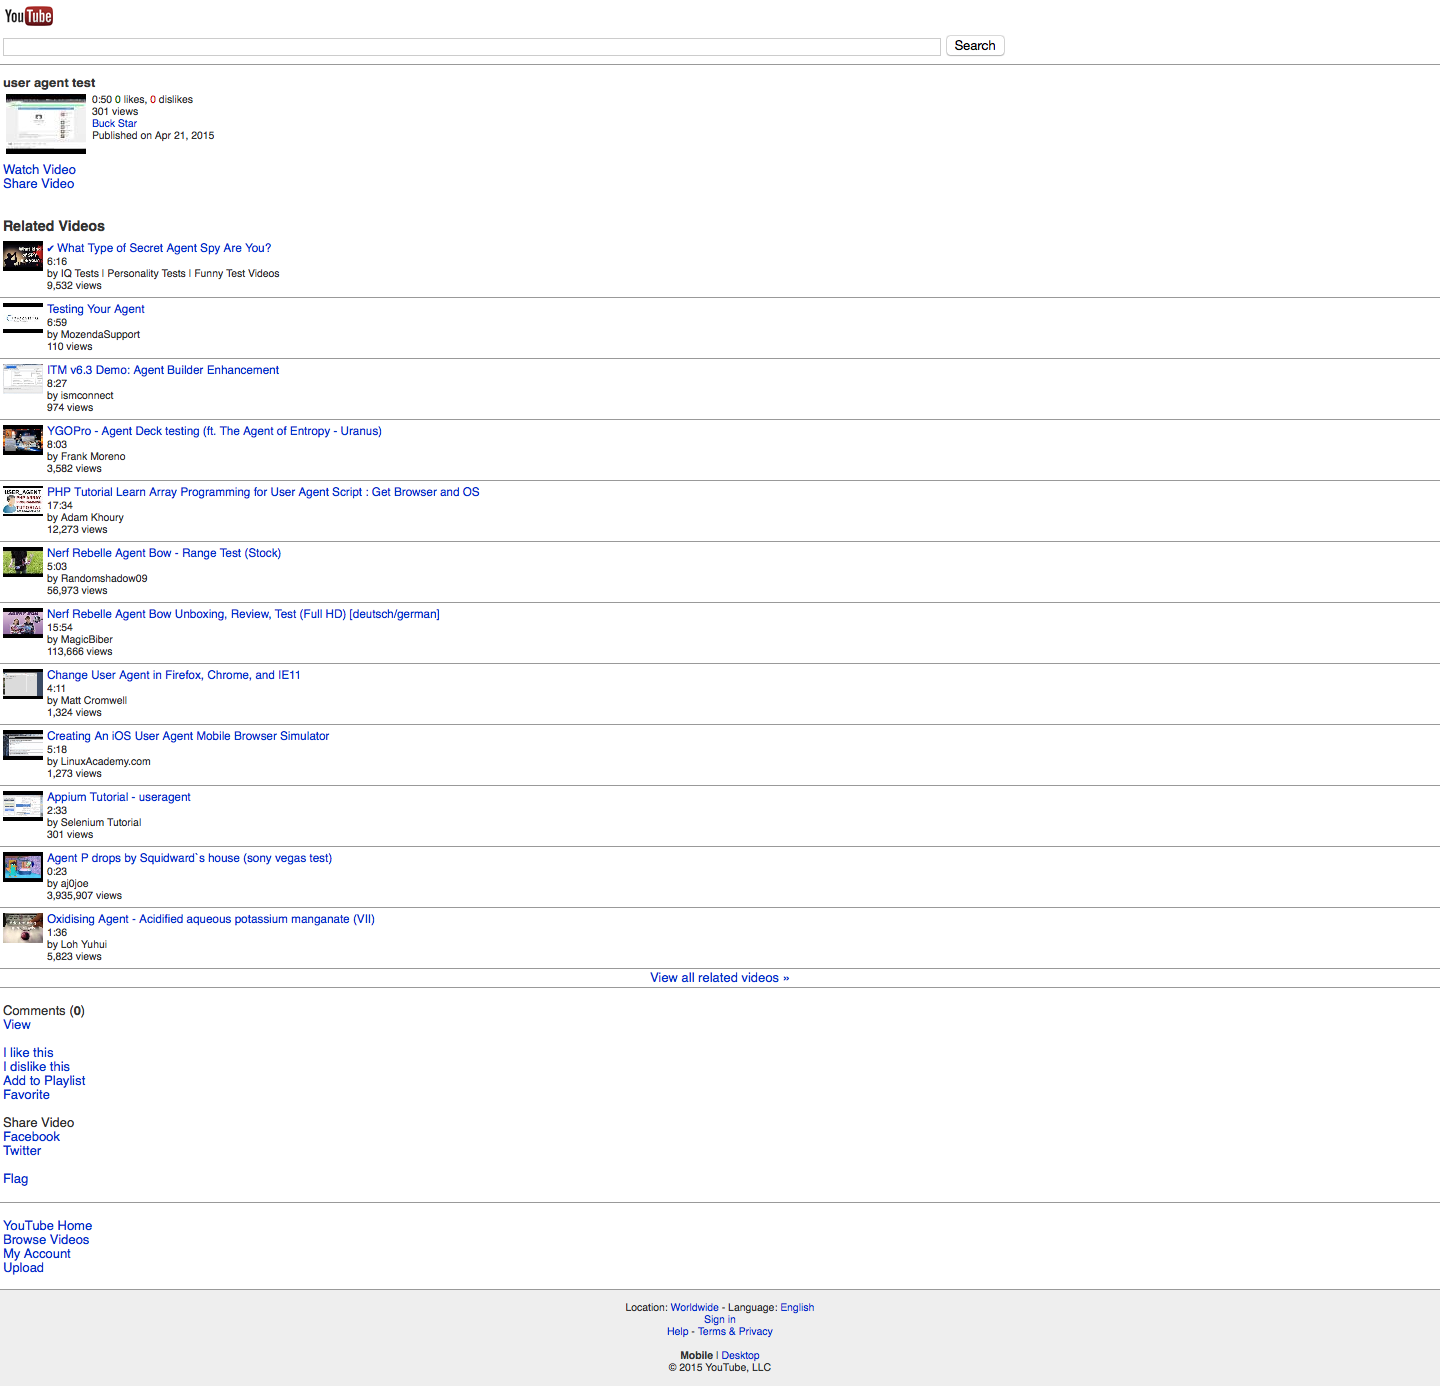 YouTube
Search
user agent test
0:50 0 likes, 0 dislikes
301 views
Buck Star
Published on Apr 21, 2015
Watch Video
Share Video
Related Videos
✔ What Type of Secret Agent Spy Are You?
6:16
by IQ Tests | Personality Tests | Funny Test Videos
9,532 views
Testing Your Agent
6:59
by MozendaSupport
110 views
ITM v6.3 Demo: Agent Builder Enhancement
8:27
by ismconnect
974 views
YGOPro - Agent Deck testing (ft. The Agent of Entropy - Uranus)
8:03
by Frank Moreno
3,582 views
USER_AGENT
PHP ARRAY
TUTORIAL
PHP Tutorial Learn Array Programming for User Agent Script : Get Browser and OS
17:34
by Adam Khoury
12,273 views
Nerf Rebelle Agent Bow - Range Test (Stock)
5:03
by Randomshadow09
56,973 views
Nerf Rebelle Agent Bow Unboxing, Review, Test (Full HD) [deutsch/german]
15:54
by MagicBiber
113,666 views
Change User Agent in Firefox, Chrome, and IE11
4:11
by Matt Cromwell
1,324 views
Creating An iOS User Agent Mobile Browser Simulator
5:18
by LinuxAcademy.com
1,273 views
Appium Tutorial - useragent
2:33
by Selenium Tutorial
301 views
Agent P drops by Squidward`s house (sony vegas test)
0:23
by aj0joe
3,935,907 views
Oxidising Agent - Acidified aqueous potassium manganate (VII)
1:36
by Loh Yuhui
5,823 views
View all related videos »
Comments (0)
View
I like this
I dislike this
Add to Playlist
Favorite
Share Video
Facebook
Twitter
Flag
YouTube Home
Browse Videos
My Account
Upload
Location: Worldwide - Language: English
Sign in
Help - Terms & Privacy
Mobile | Desktop
© 2015 YouTube, LLC